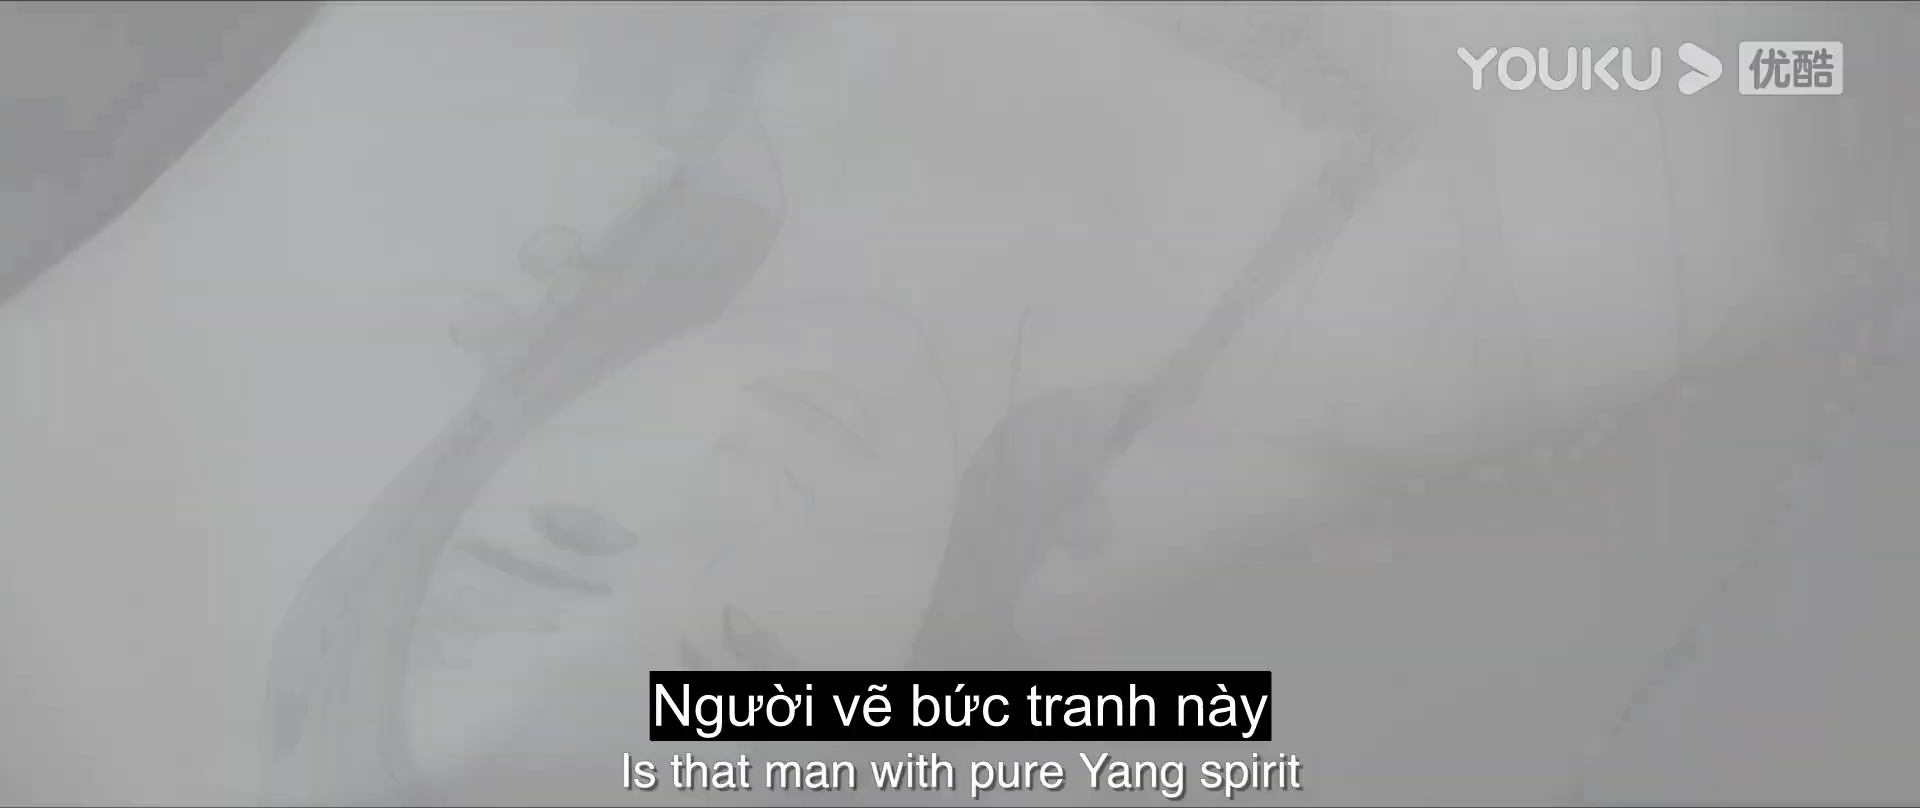 YOUKU 优酷
Người vẽ bức tranh này
Is that man with pure Yang spirit